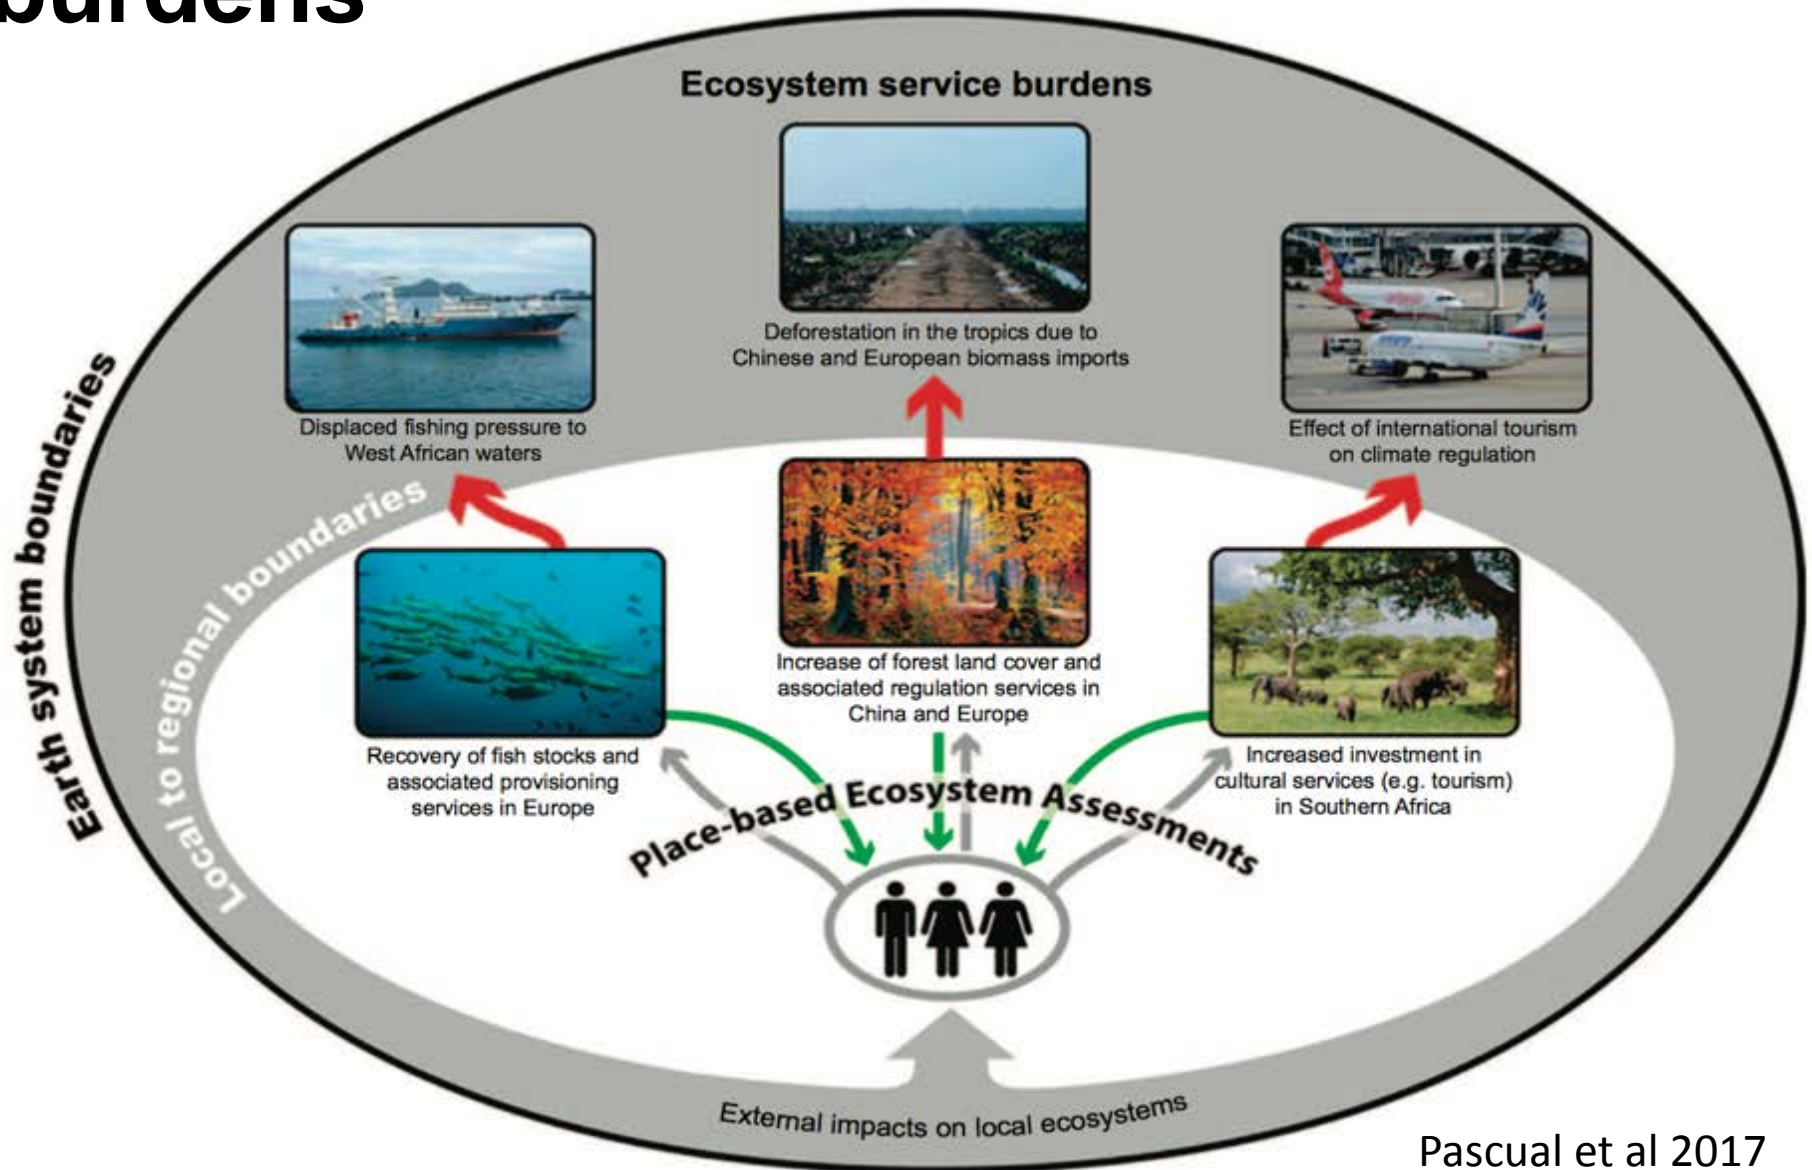 burdens
Ecosystem service burdens
Deforestation in the tropics due to
Chinese and European biomass imports
Displaced fishing pressure to
West African waters
Effect of international tourism
on climate regulation
Earth system boundaries
Local to regional boundaries
Increase of forest land cover and
associated regulation services in
China and Europe
Recovery of fish stocks and
associated provisioning
services in Europe
Increased investment in
cultural services (e.g. tourism)
in Southern Africa
Place-based Ecosystem Assessments
External impacts on local ecosystems
Pascual et al 2017